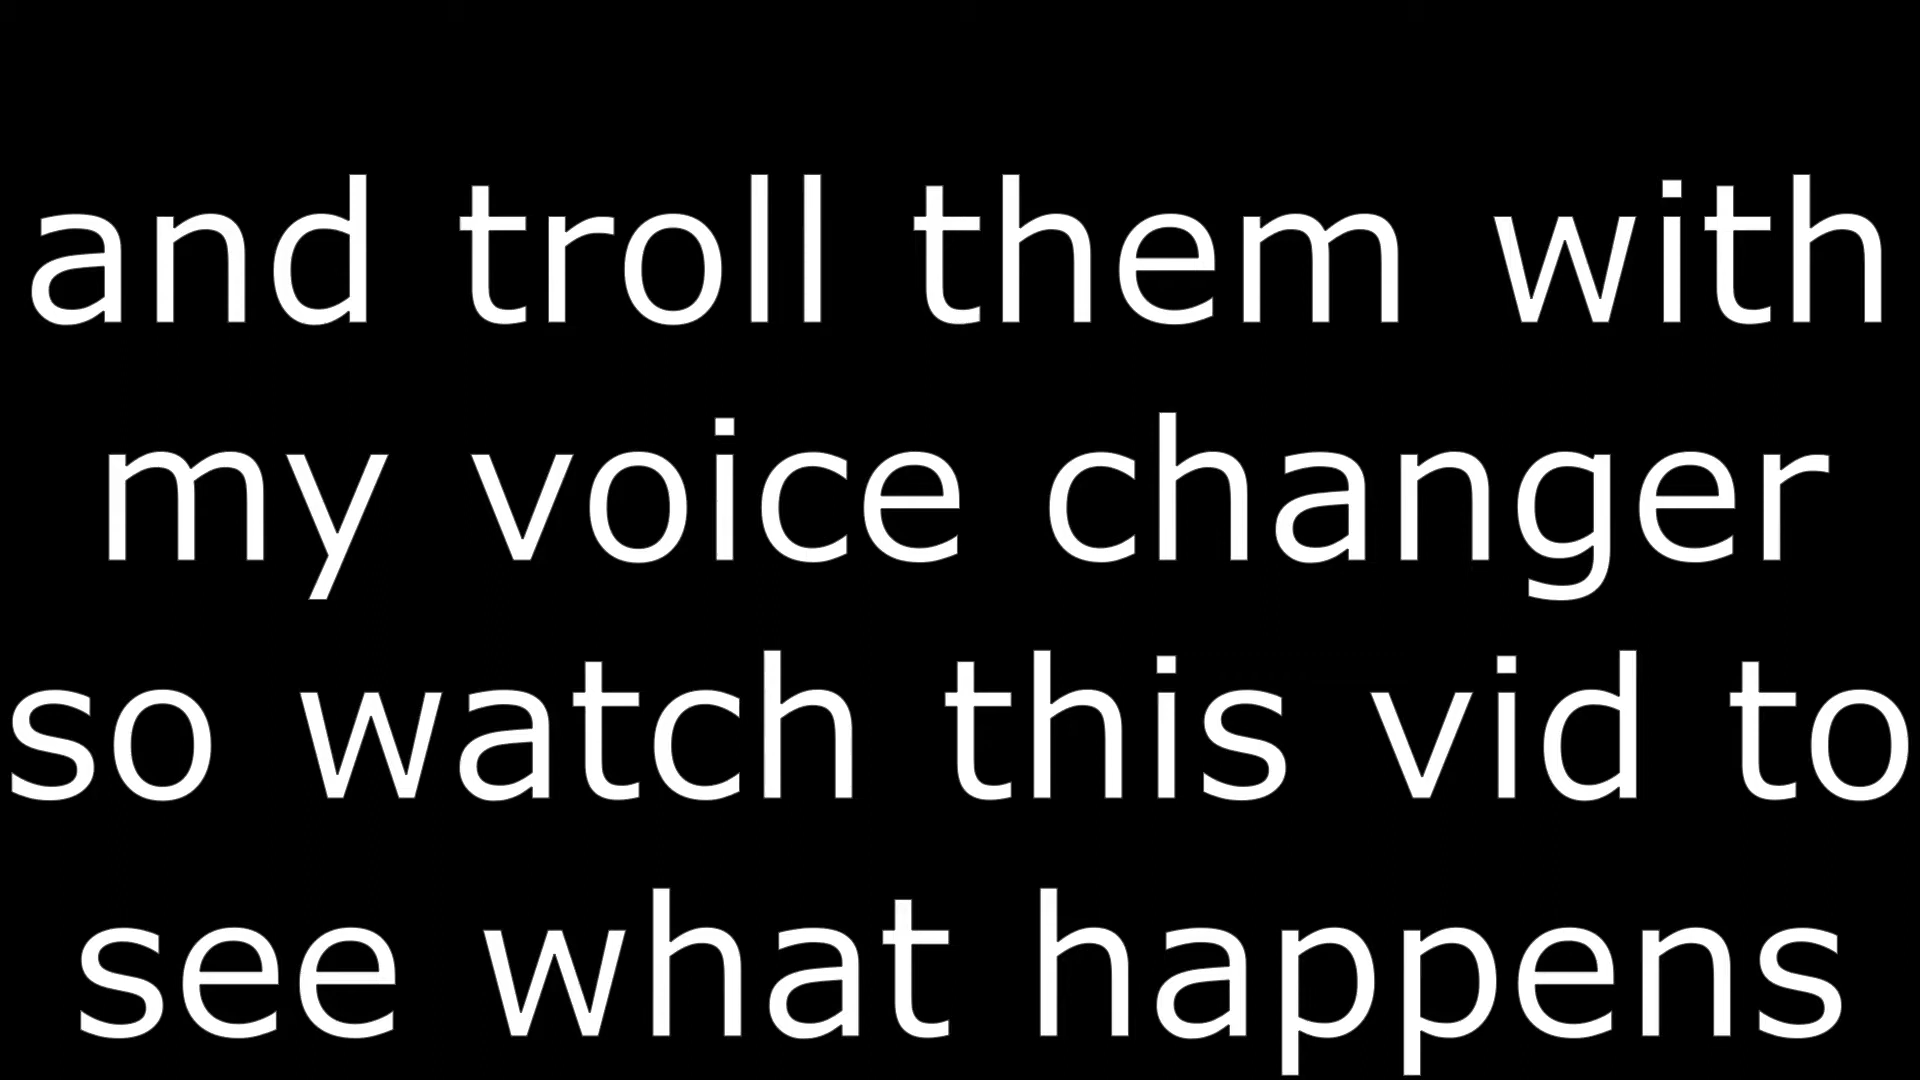 and troll them with
my voice changer
so watch this vid to
see what happens